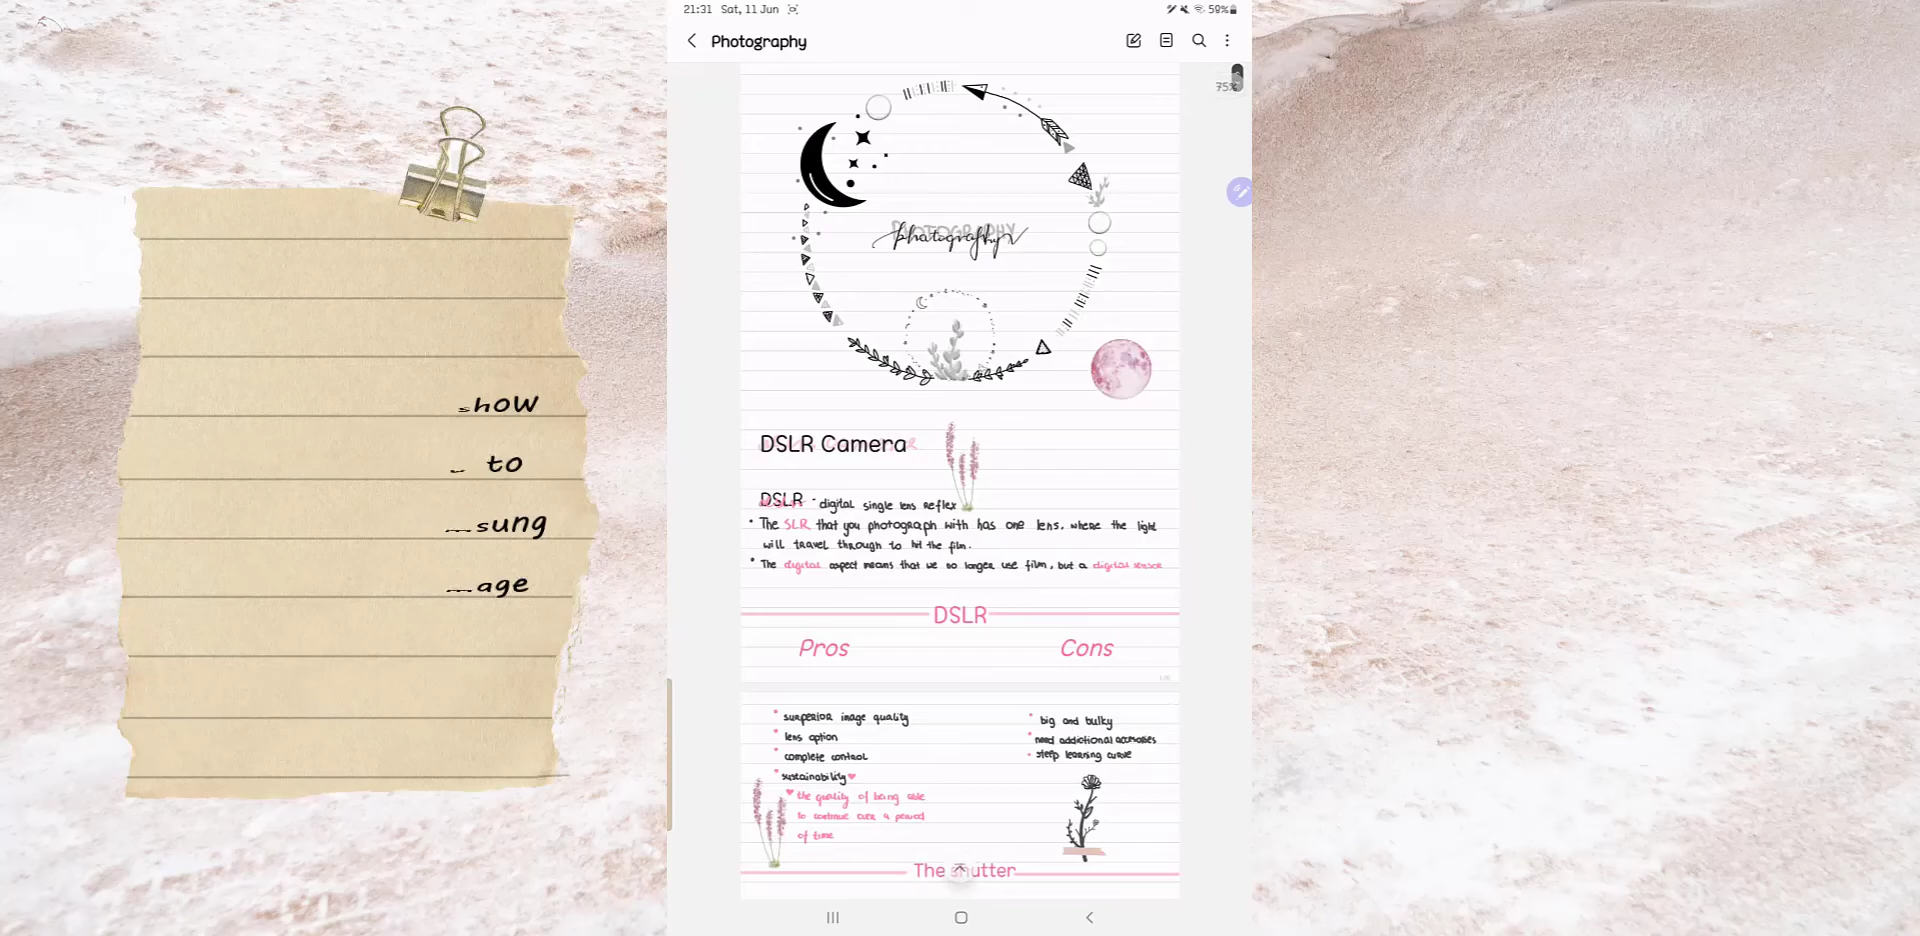 how
to
sung
age
21:31 Sat, 11 Jun
59%
Photography
75%
PHOTOGRAPHY
photography
DSLR Camera
DSLR - digital single lens reflex
• The SLR that you photograph with has one lens, where the light
will travel through to hit the film.
• The digital aspect means that we no longer use film, but a digital sensor
DSLR
Pros Cons
• surperior image quality
• lens option
• complete control
• sustainability
the quality of being able
to continue over a period
of time
• big and bulky
• need addictional accessories
• steep learning curve
The shutter